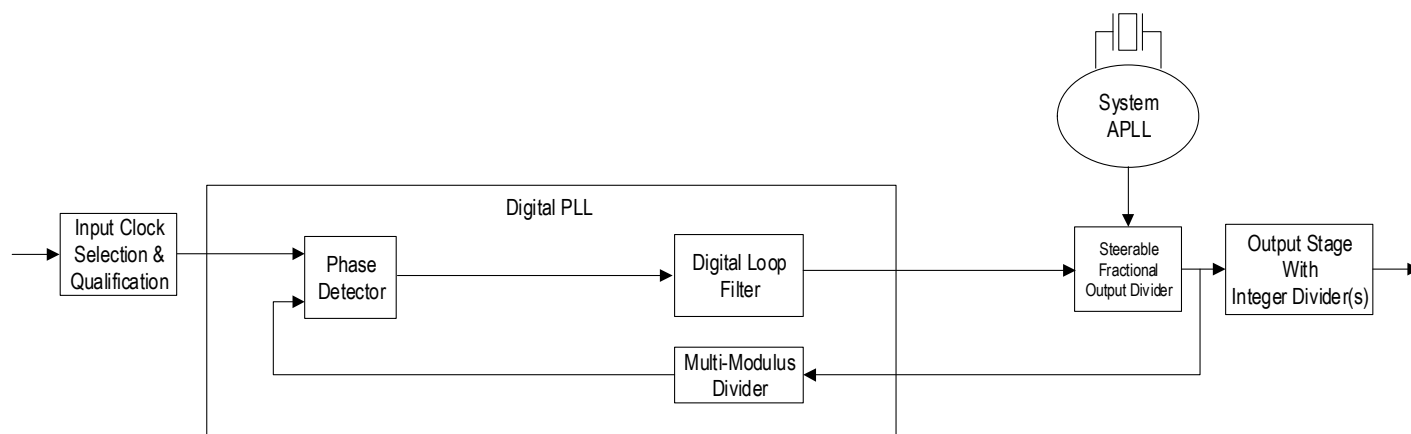 System
APLL
Digital PLL
Input Clock
Selection &
Qualification
Phase
Detector
Digital Loop
Filter
Steerable
Fractional
Output Divider
Output Stage
With
Integer Divider(s)
Multi-Modulus
Divider